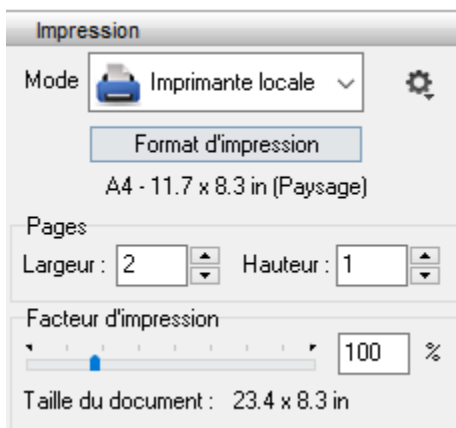 Impression
Mode Imprimante locale
Format d'impression
A4 - 11.7 x 8.3 in (Paysage)
Pages
Largeur : 2 Hauteur : 1
Facteur d'impression
100 %
Taille du document : 23.4 x 8.3 in